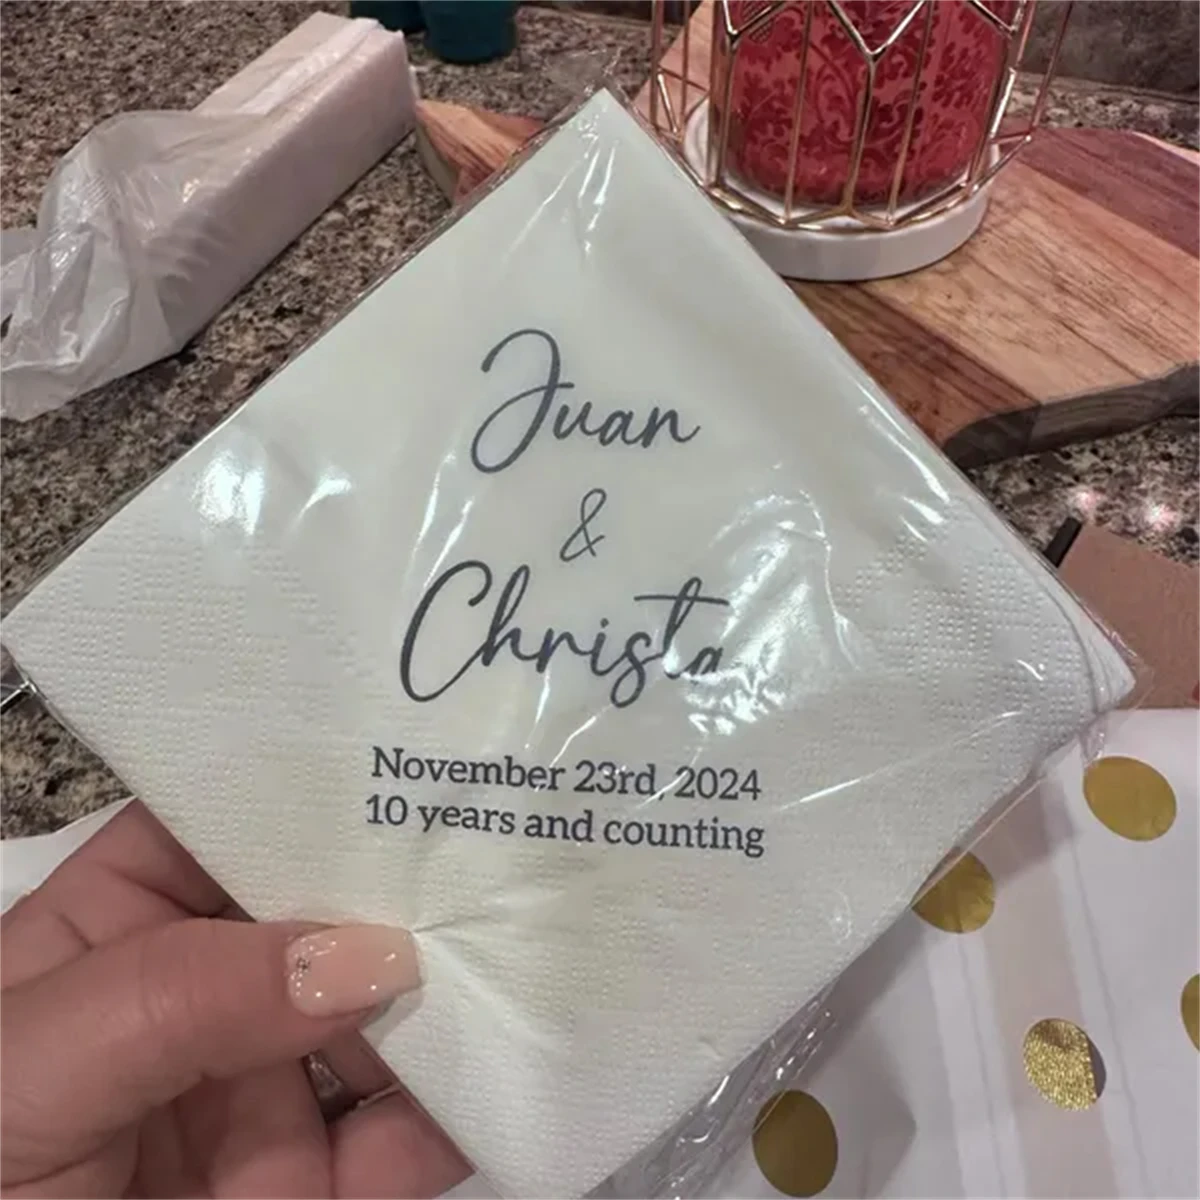 Juan
&
Christa
November 23rd, 2024
10 years and counting